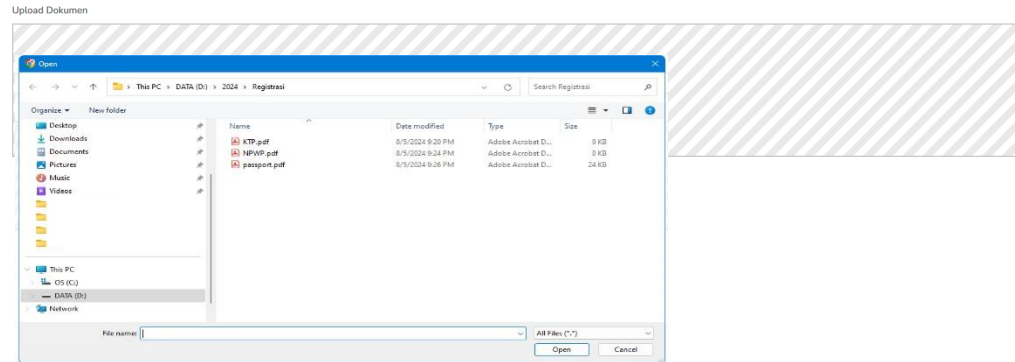 Upload Dokumen
Open
This PC > DATA (D:) > 2024 > Registrasi
Search Registrasi
Organize
New folder
Desktop
Downloads
Documents
Pictures
Music
Videos
This PC
OS (C:)
DATA (D:)
Network
Name Date modified Type Size
KTP.pdf 8/5/2024 9:20 PM Adobe Acrobat D... 9 KB
NPWP.pdf 8/5/2024 9:24 PM Adobe Acrobat D... KB
passport.pdf 8/5/2024 9:26 PM Adobe Acrobat D... 24 KB
File name:
All Files (*.*)
Open Cancel